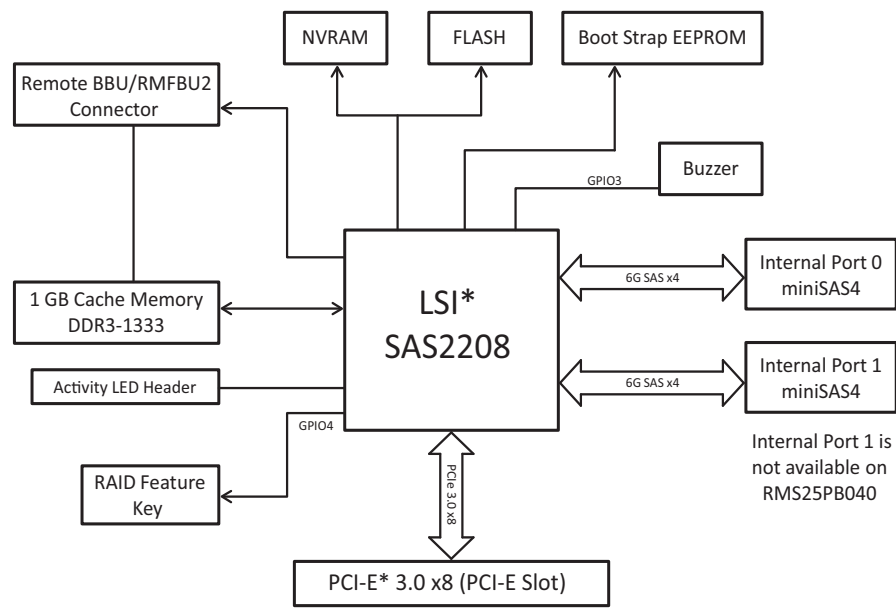 NVRAM
FLASH
Boot Strap EEPROM
Remote BBU/RMFBU2
Connector
Buzzer
GPIO3
LSI*
SAS2208
6G SAS x4
Internal Port 0
miniSAS4
1 GB Cache Memory
DDR3-1333
6G SAS x4
Internal Port 1
miniSAS4
Activity LED Header
GPIO4
Internal Port 1 is
not available on
RMS25PB040
RAID Feature
Key
PCIe 3.0 x8
PCI-E* 3.0 x8 (PCI-E Slot)